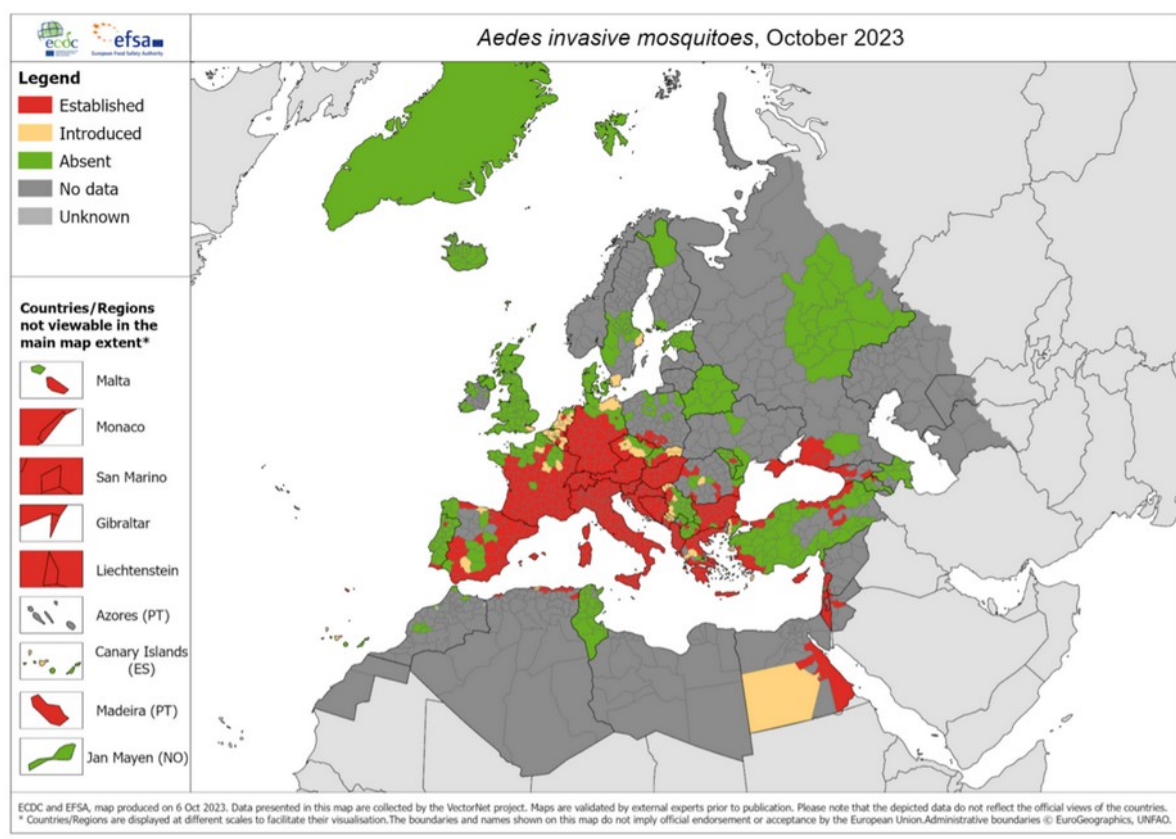 ecdc
efsa
European Food Safety Authority
Aedes invasive mosquitoes, October 2023
Legend
Established
Introduced
Absent
No data
Unknown
Countries/Regions
not viewable in the
main map extent*
Malta
Monaco
San Marino
Gibraltar
Liechtenstein
Azores (PT)
Canary Islands
(ES)
Madeira (PT)
Jan Mayen (NO)
ECDC and EFSA, map produced on 6 Oct 2023. Data presented in this map are collected by the VectorNet project. Maps are validated by external experts prior to publication. Please note that the depicted data do not reflect the official views of the countries.
* Countries/Regions are displayed at different scales to facilitate their visualisation.The boundaries and names shown on this map do not imply official endorsement or acceptance by the European Union.Administrative boundaries © EuroGeographics, UNFAO.